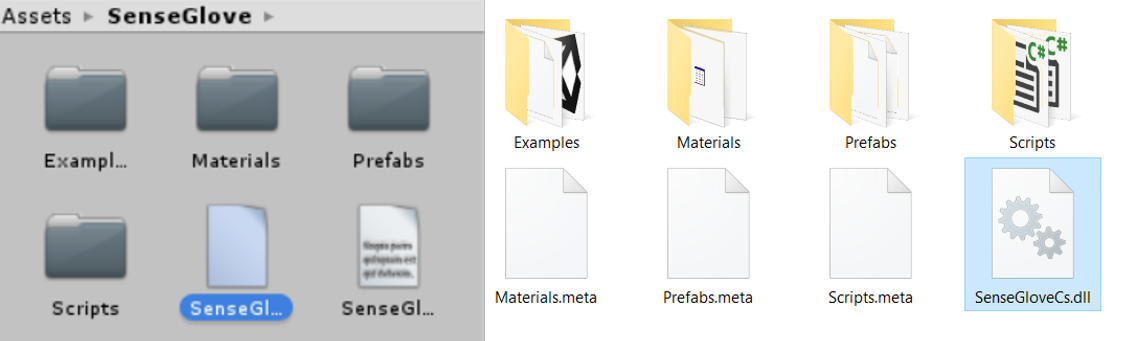 Assets ▸ SenseGlove ▸
Exampl...
Materials
Prefabs
Scripts
SenseGl...
SenseGl...
Examples
Materials
Prefabs
Scripts
Materials.meta
Prefabs.meta
Scripts.meta
SenseGloveCs.dll
C#
C#